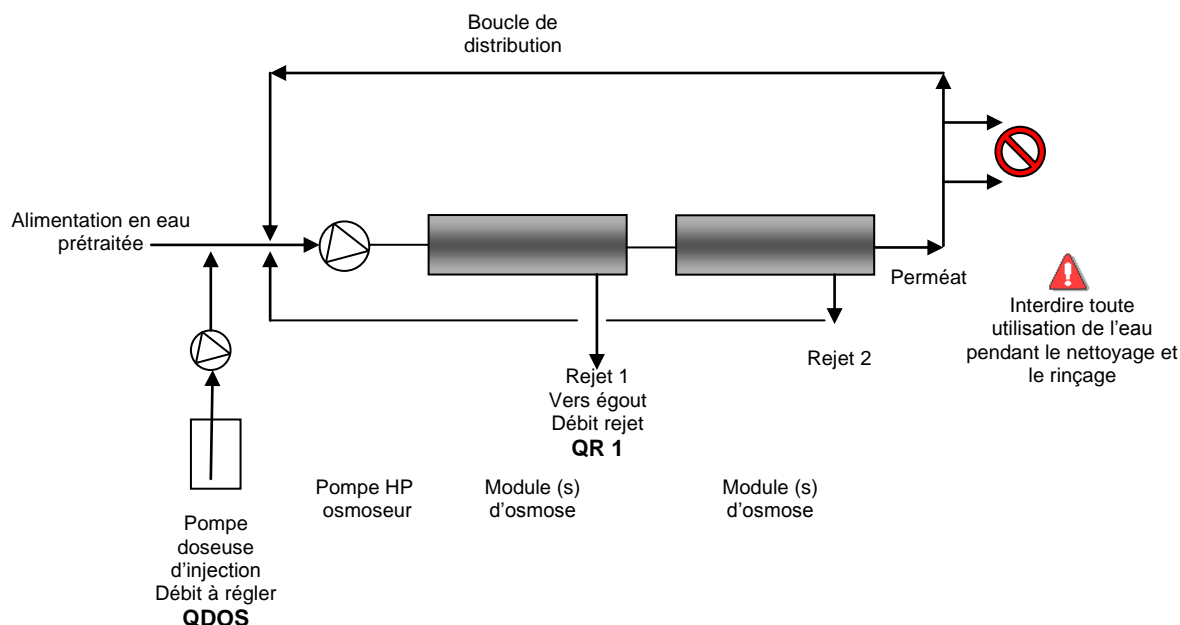 Boucle de
distribution
Alimentation en eau
prétraitée
Perméat
Interdire toute
utilisation de l'eau
pendant le nettoyage et
le rinçage
Rejet 2
Rejet 1
Vers égout
Débit rejet
QR 1
Pompe HP
osmoseur
Module (s)
d'osmose
Module (s)
d'osmose
Pompe
doseuse
d'injection
Débit à régler
QDOS